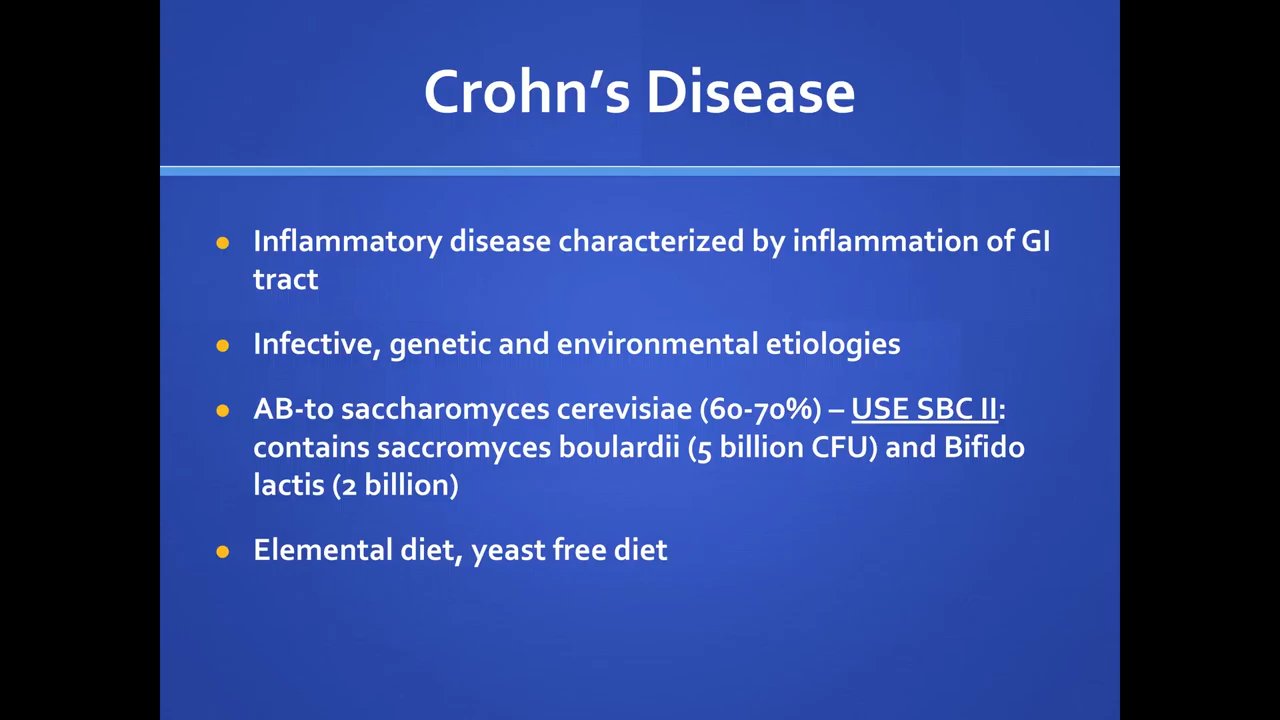 Crohn’s Disease
Inflammatory disease characterized by inflammation of GI
tract
Infective, genetic and environmental etiologies
AB-to saccharomyces cerevisiae (60-70%) – USE SBC II:
contains saccromyces boulardii (5 billion CFU) and Bifido
lactis (2 billion)
Elemental diet, yeast free diet